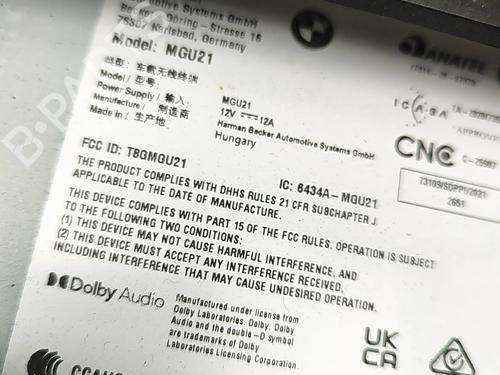 Automotive Systems GmbH
Becker-Göring-Strasse 16
76307 Karlsbad, Germany
Model: MGU21
类型: 车载无线终端
Model / 型号:
MGU21
Power Supply / 输入:
12V 12A
Manufacture / 制造商
Harman Becker Automotive Systems GmbH
Made in / 生产地:
Hungary
FCC ID: T8GMGU21
IC: 6434A-MGU21
THE PRODUCT COMPLIES WITH DHHS RULES 21 CFR SUBCHAPTER J
APPLICABLE TO THE DATE OF MANUFACTURE.
THIS DEVICE COMPLIES WITH PART 15 OF THE FCC RULES. OPERATION IS SUBJECT
TO THE FOLLOWING TWO CONDITIONS:
(1) THIS DEVICE MAY NOT CAUSE HARMFUL INTERFERENCE, AND
(2) THIS DEVICE MUST ACCEPT ANY INTERFERENCE RECEIVED,
INCLUDING INTERFERENCE THAT MAY CAUSE UNDESIRED OPERATION.
Dolby Audio
Manufactured under license from
Dolby Laboratories. Dolby, Dolby
Audio and the double-D symbol
are trademarks of Dolby
Laboratories Licensing Corporation.
ANATEL
ICASA
APPROVED
CNC
73109/SDPPI/2021
2651
UK
CA
B-PARTS